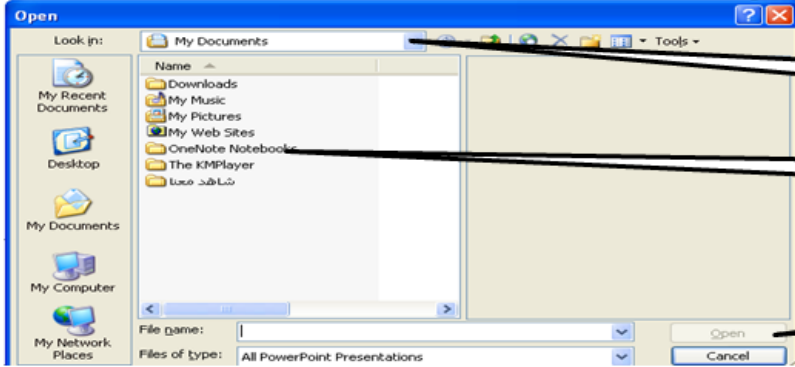 Open
Look in: My Documents Tools
Name
My Recent Documents
Desktop
My Documents
My Computer
My Network Places
Downloads
My Music
My Pictures
My Web Sites
OneNote Notebooks
The KMPlayer
شاهد معنا
File name: Open
Files of type: All PowerPoint Presentations Cancel